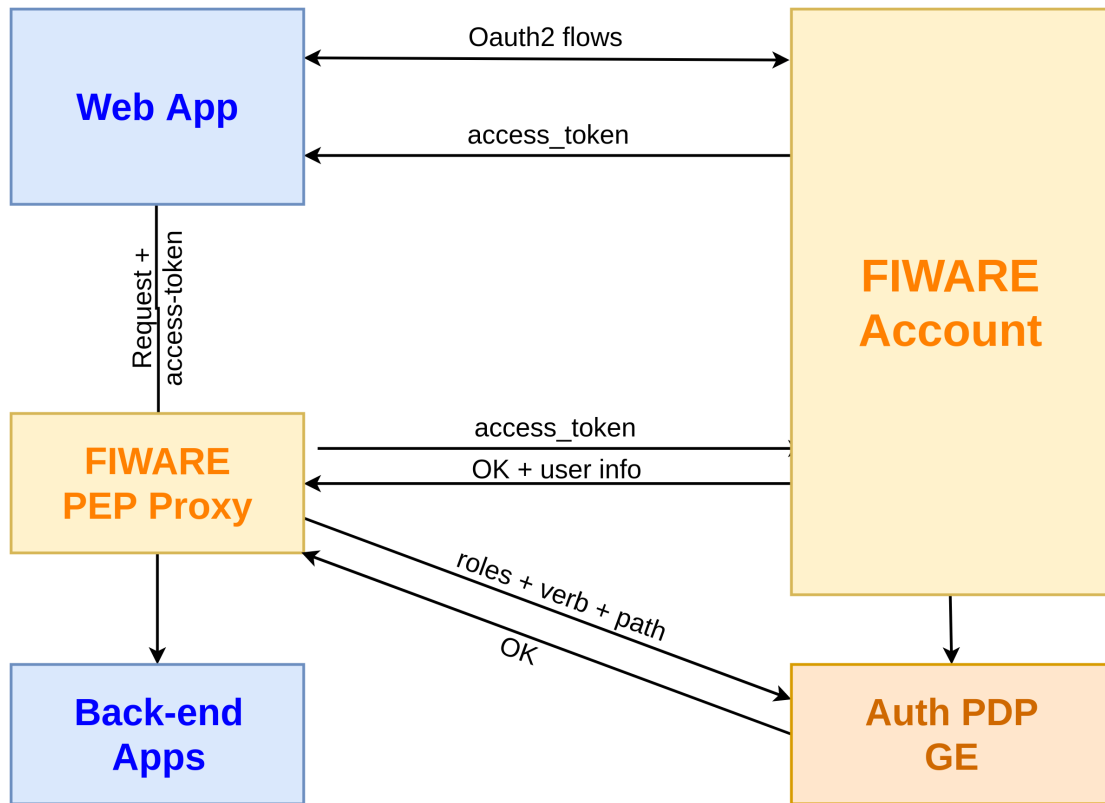 Oauth2 flows
Web App
access_token
Request +
access-token
FIWARE
Account
access_token
FIWARE
PEP Proxy
OK + user info
roles + verb + path
OK
Back-end
Apps
Auth PDP
GE